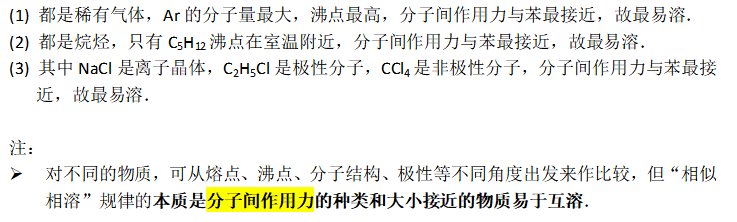 (1) 都是稀有气体，Ar 的分子量最大，沸点最高，分子间作用力与苯最接近，故最易溶．
(2) 都是烷烃，只有 C₅H₁₂ 沸点在室温附近，分子间作用力与苯最接近，故最易溶．
(3) 其中 NaCl 是离子晶体，C₂H₅Cl 是极性分子，CCl₄ 是非极性分子，分子间作用力与苯最接
近，故最易溶．
注：
➢ 对不同的物质，可从熔点、沸点、分子结构、极性等不同角度出发来作比较，但“相似
相溶”规律的本质是分子间作用力的种类和大小接近的物质易于互溶．